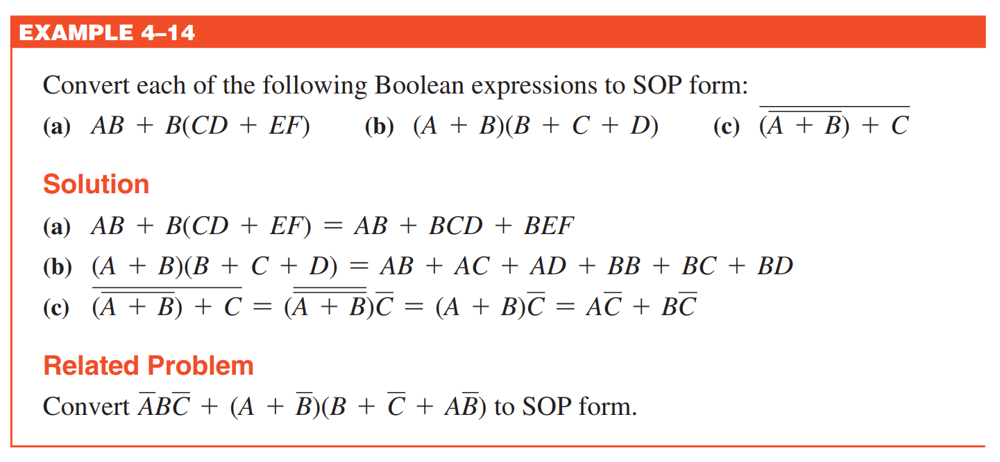 EXAMPLE 4–14
Convert each of the following Boolean expressions to SOP form:
(a) AB + B(CD + EF) (b) (A + B)(B + C + D) (c) $\overline{(\overline{A + B}) + C}$
Solution
(a) AB + B(CD + EF) = AB + BCD + BEF
(b) (A + B)(B + C + D) = AB + AC + AD + BB + BC + BD
(c) $\overline{(\overline{A + B}) + C} = (\overline{\overline{A + B}})\overline{C} = (A + B)\overline{C} = A\overline{C} + B\overline{C}$
Related Problem
Convert $\overline{A}B\overline{C} + (A + \overline{B})(B + \overline{C} + A\overline{B})$ to SOP form.